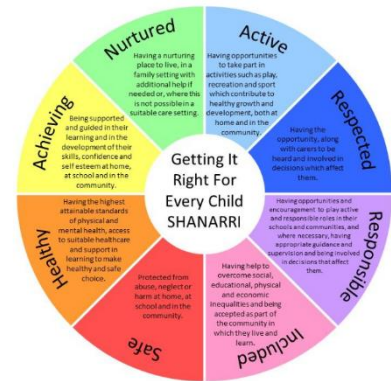 Getting It
Right For
Every Child
SHANARRI
Active
Having opportunities
to take part in
activities such as play,
recreation and sport
which contribute to
healthy growth and
development, both at
home and in the
community.
Respected
Having the
opportunity, along
with carers to be
heard and involved in
decisions which affect
them.
Responsible
Having opportunities and
encouragement to play active
and responsible roles in their
schools and communities, and
where necessary, having
appropriate guidance and
supervision and being involved
in decisions that affect
them.
Included
Having help to
overcome social,
educational, physical
and economic
inequalities and being
accepted as part of
the community in
which they live and
learn.
Safe
Protected from
abuse, neglect or
harm at home, at
school and in the
community.
Healthy
Having the highest
attainable standards
of physical and
mental health, access
to suitable healthcare
and support in
learning to make
healthy and safe
choice.
Achieving
Being supported
and guided in their
learning and in the
development of their
skills, confidence and
self esteem at home,
at school and in the
community.
Nurtured
Having a nurturing
place to live, in a
family setting with
additional help if
needed or, where this
is not possible in a
suitable care setting.